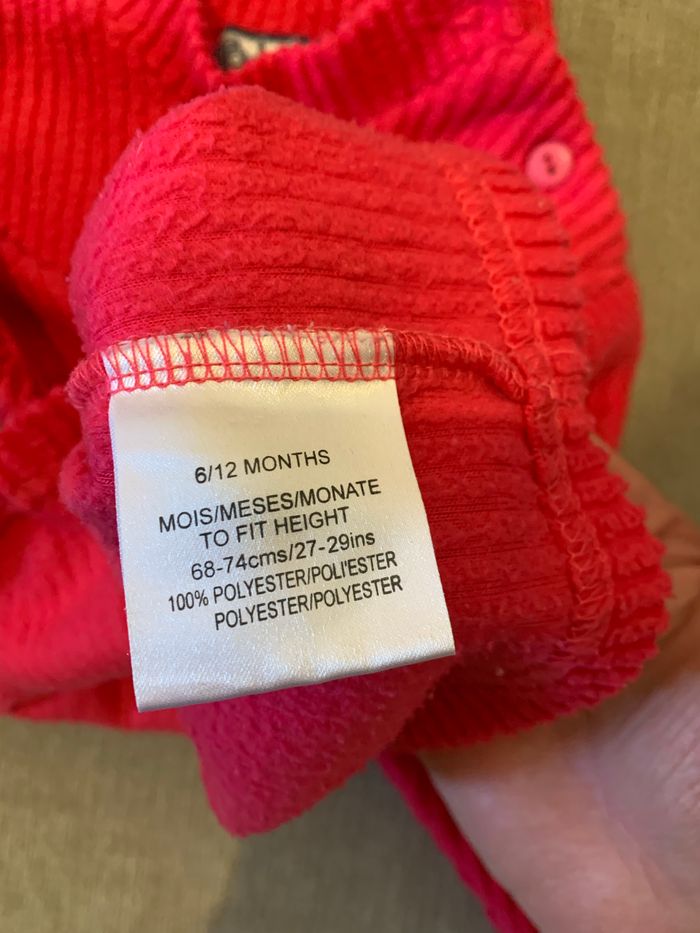 6/12 MONTHS
MOIS/MESES/MONATE
TO FIT HEIGHT
68-74cms/27-29ins
100% POLYESTER/POLI'ESTER
POLYESTER/POLYESTER